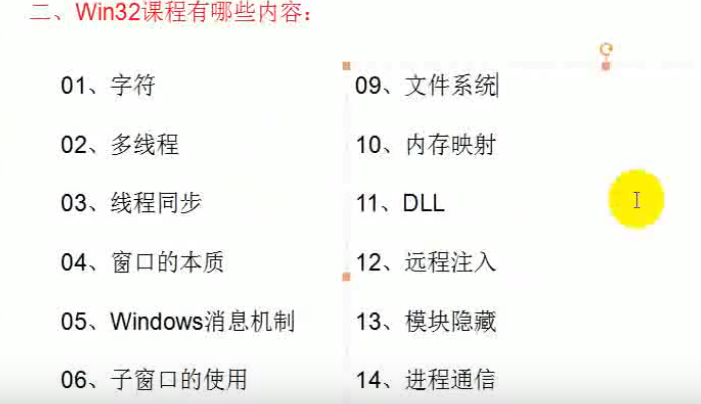 二、Win32课程有哪些内容：
01、字符
02、多线程
03、线程同步
04、窗口的本质
05、Windows消息机制
06、子窗口的使用
09、文件系统
10、内存映射
11、DLL
12、远程注入
13、模块隐藏
14、进程通信